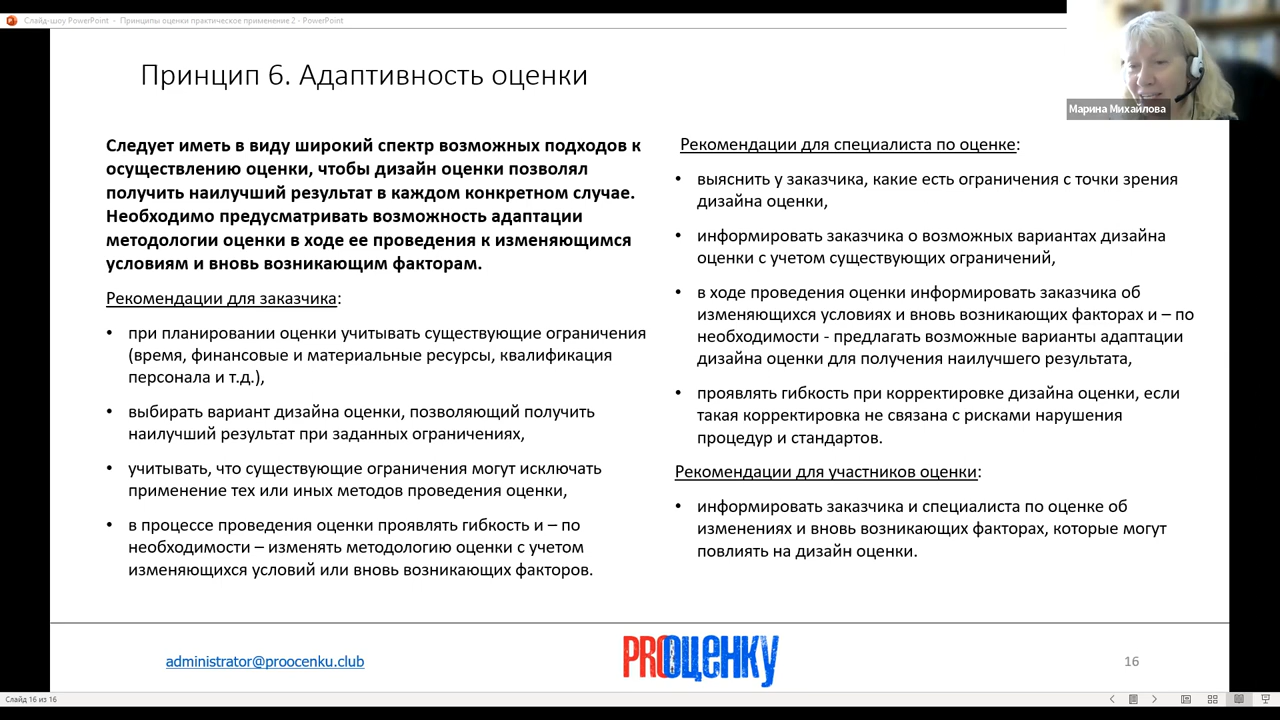 Слайд-шоу PowerPoint - Принципы оценки практическое применение 2 - PowerPoint
Марина Михайлова
Принцип 6. Адаптивность оценки
Следует иметь в виду широкий спектр возможных подходов к
осуществлению оценки, чтобы дизайн оценки позволял
получить наилучший результат в каждом конкретном случае.
Необходимо предусматривать возможность адаптации
методологии оценки в ходе ее проведения к изменяющимся
условиям и вновь возникающим факторам.
Рекомендации для заказчика:
• при планировании оценки учитывать существующие ограничения
(время, финансовые и материальные ресурсы, квалификация
персонала и т.д.),
• выбирать вариант дизайна оценки, позволяющий получить
наилучший результат при заданных ограничениях,
• учитывать, что существующие ограничения могут исключать
применение тех или иных методов проведения оценки,
• в процессе проведения оценки проявлять гибкость и – по
необходимости – изменять методологию оценки с учетом
изменяющихся условий или вновь возникающих факторов.
Рекомендации для специалиста по оценке:
• выяснить у заказчика, какие есть ограничения с точки зрения
дизайна оценки,
• информировать заказчика о возможных вариантах дизайна
оценки с учетом существующих ограничений,
• в ходе проведения оценки информировать заказчика об
изменяющихся условиях и вновь возникающих факторах и – по
необходимости - предлагать возможные варианты адаптации
дизайна оценки для получения наилучшего результата,
• проявлять гибкость при корректировке дизайна оценки, если
такая корректировка не связана с рисками нарушения
процедур и стандартов.
Рекомендации для участников оценки:
• информировать заказчика и специалиста по оценке об
изменениях и вновь возникающих факторах, которые могут
повлиять на дизайн оценки.
administrator@proocenku.club
PROОЦЕНКУ
16
Слайд 16 из 16